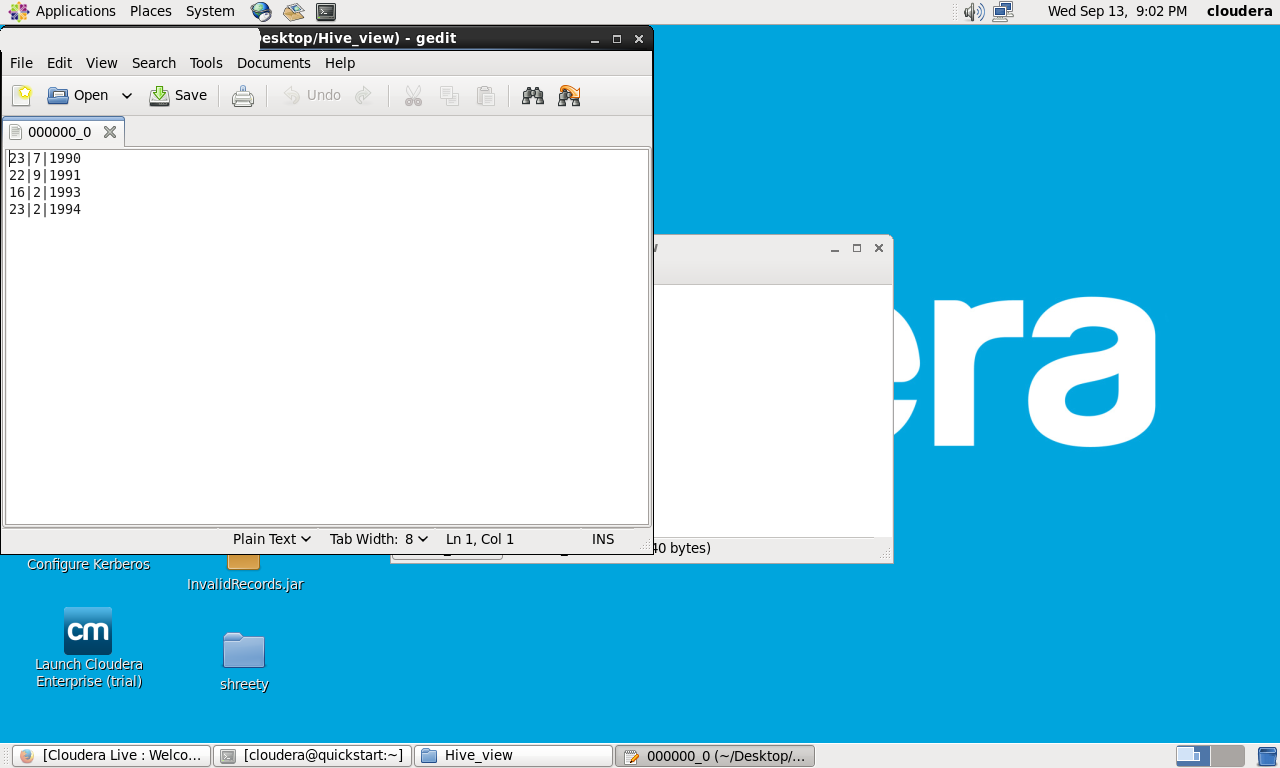 Applications Places System
Wed Sep 13, 9:02 PM cloudera
esktop/Hive_view) - gedit
File Edit View Search Tools Documents Help
Open Save Undo
000000_0
23|7|1990
22|9|1991
16|2|1993
23|2|1994
Plain Text Tab Width: 8 Ln 1, Col 1 INS
40 bytes)
era
Configure Kerberos
InvalidRecords.jar
cm
Launch Cloudera
Enterprise (trial)
shreety
[Cloudera Live : Welco... [cloudera@quickstart:~] Hive_view 000000_0 (~/Desktop/...